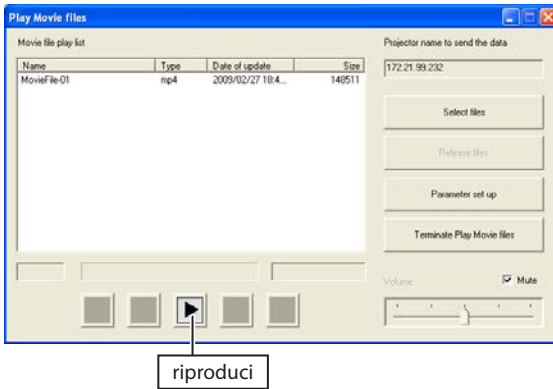 Play Movie files
Movie file play list
Projector name to send the data
Name Type Date of update Size
172.21.99.232
MovieFile-01 mp4 2009/02/27 18:4... 148511
Select files
Release files
Parameter set up
Terminate Play Movie files
Volume
Mute
riproduci